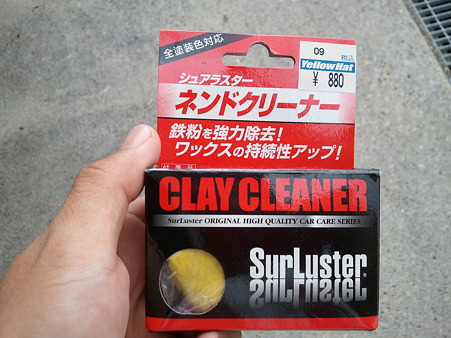 全塗装色対応
09 税込
YellowHat
¥ 880
シュアラスター
ネンドクリーナー
鉄粉を強力除去!
ワックスの持続性アップ!
CLAY CLEANER
SurLuster ORIGINAL HIGH QUALITY CAR CARE SERIES
SurLuster®